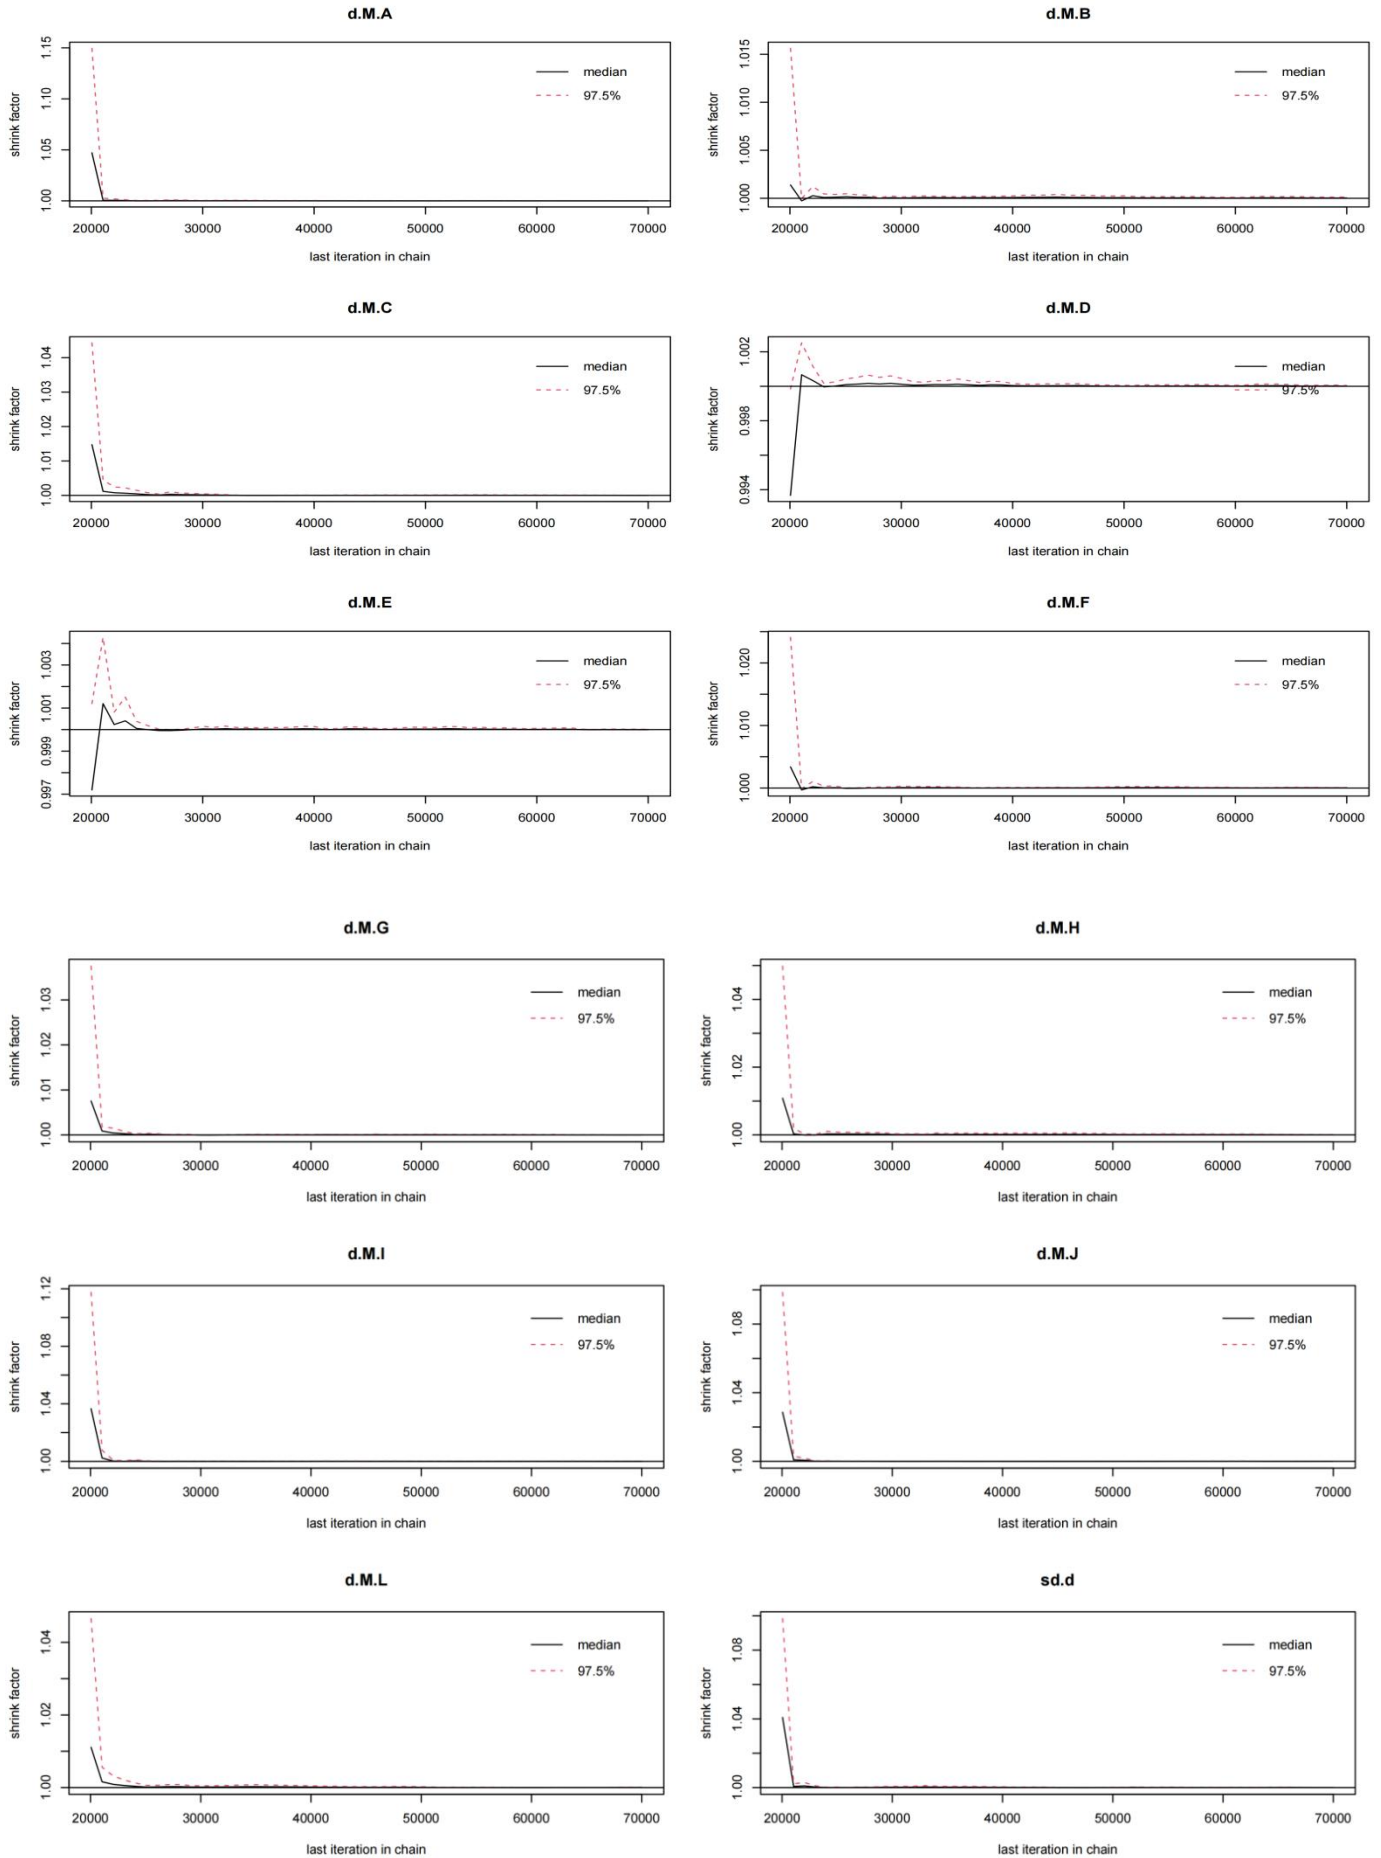 d.M.A
shrink factor
1.15
1.10
1.05
1.00
median
97.5%
20000 30000 40000 50000 60000 70000
last iteration in chain
d.M.B
shrink factor
1.015
1.010
1.005
1.000
median
97.5%
20000 30000 40000 50000 60000 70000
last iteration in chain
d.M.C
shrink factor
1.04
1.03
1.02
1.01
1.00
median
97.5%
20000 30000 40000 50000 60000 70000
last iteration in chain
d.M.D
shrink factor
1.002
0.998
0.994
median
97.5%
20000 30000 40000 50000 60000 70000
last iteration in chain
d.M.E
shrink factor
1.003
1.001
0.999
0.997
median
97.5%
20000 30000 40000 50000 60000 70000
last iteration in chain
d.M.F
shrink factor
1.020
1.010
1.000
median
97.5%
20000 30000 40000 50000 60000 70000
last iteration in chain
d.M.G
shrink factor
1.03
1.02
1.01
1.00
median
97.5%
20000 30000 40000 50000 60000 70000
last iteration in chain
d.M.H
shrink factor
1.04
1.02
1.00
median
97.5%
20000 30000 40000 50000 60000 70000
last iteration in chain
d.M.I
shrink factor
1.12
1.08
1.04
1.00
median
97.5%
20000 30000 40000 50000 60000 70000
last iteration in chain
d.M.J
shrink factor
1.08
1.04
1.00
median
97.5%
20000 30000 40000 50000 60000 70000
last iteration in chain
d.M.L
shrink factor
1.04
1.02
1.00
median
97.5%
20000 30000 40000 50000 60000 70000
last iteration in chain
sd.d
shrink factor
1.08
1.04
1.00
median
97.5%
20000 30000 40000 50000 60000 70000
last iteration in chain